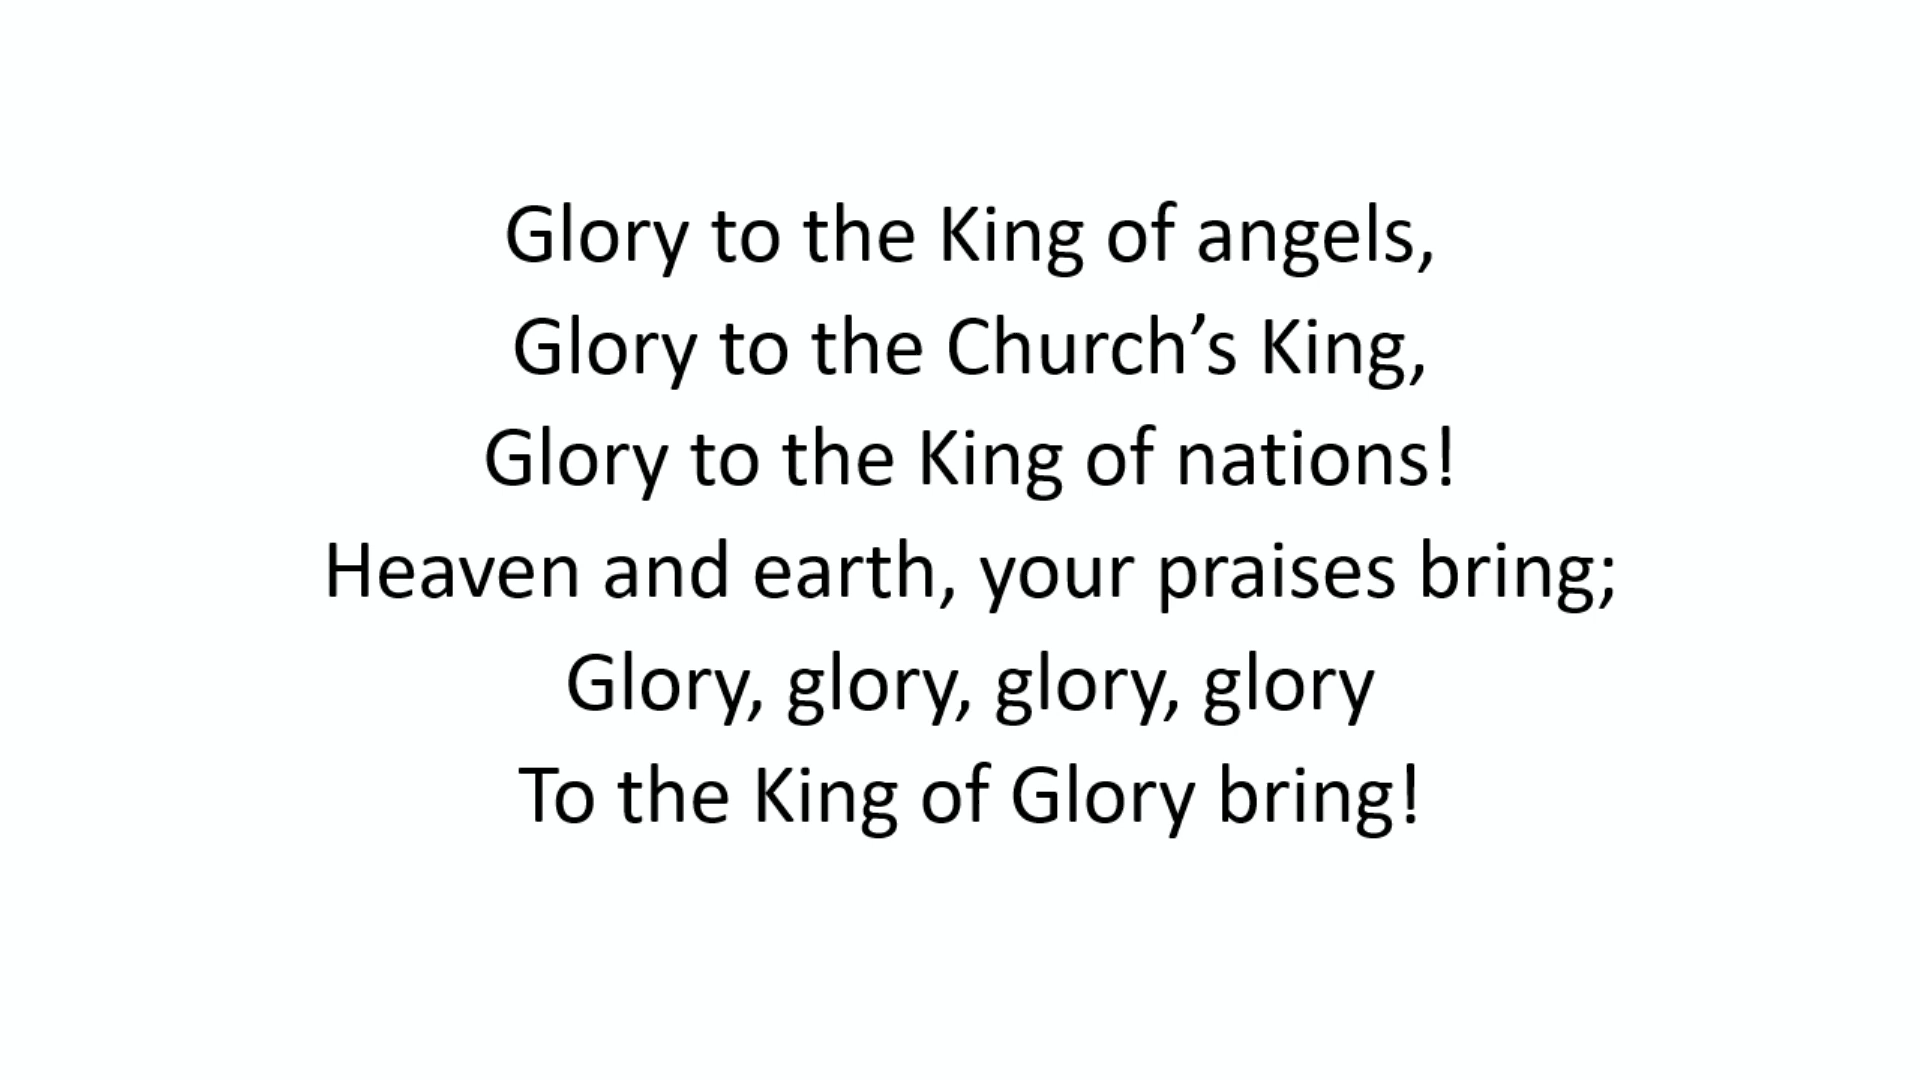 Glory to the King of angels,
Glory to the Church’s King,
Glory to the King of nations!
Heaven and earth, your praises bring;
Glory, glory, glory, glory
To the King of Glory bring!